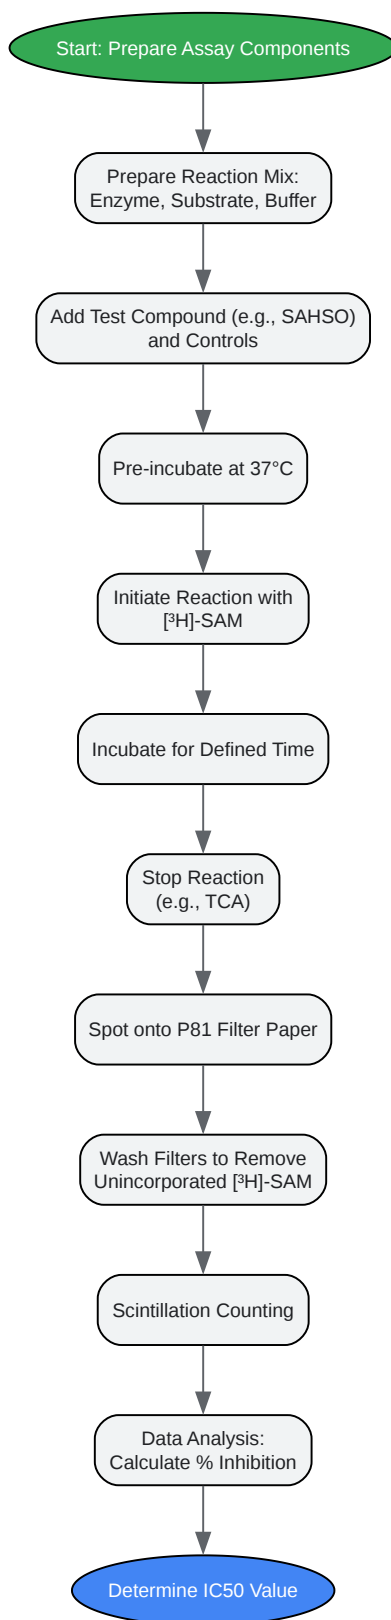 Start: Prepare Assay Components
Prepare Reaction Mix:
Enzyme, Substrate, Buffer
Add Test Compound (e.g., SAHSO)
and Controls
Pre-incubate at 37°C
Initiate Reaction with
[³H]-SAM
Incubate for Defined Time
Stop Reaction
(e.g., TCA)
Spot onto P81 Filter Paper
Wash Filters to Remove
Unincorporated [³H]-SAM
Scintillation Counting
Data Analysis:
Calculate % Inhibition
Determine IC50 Value